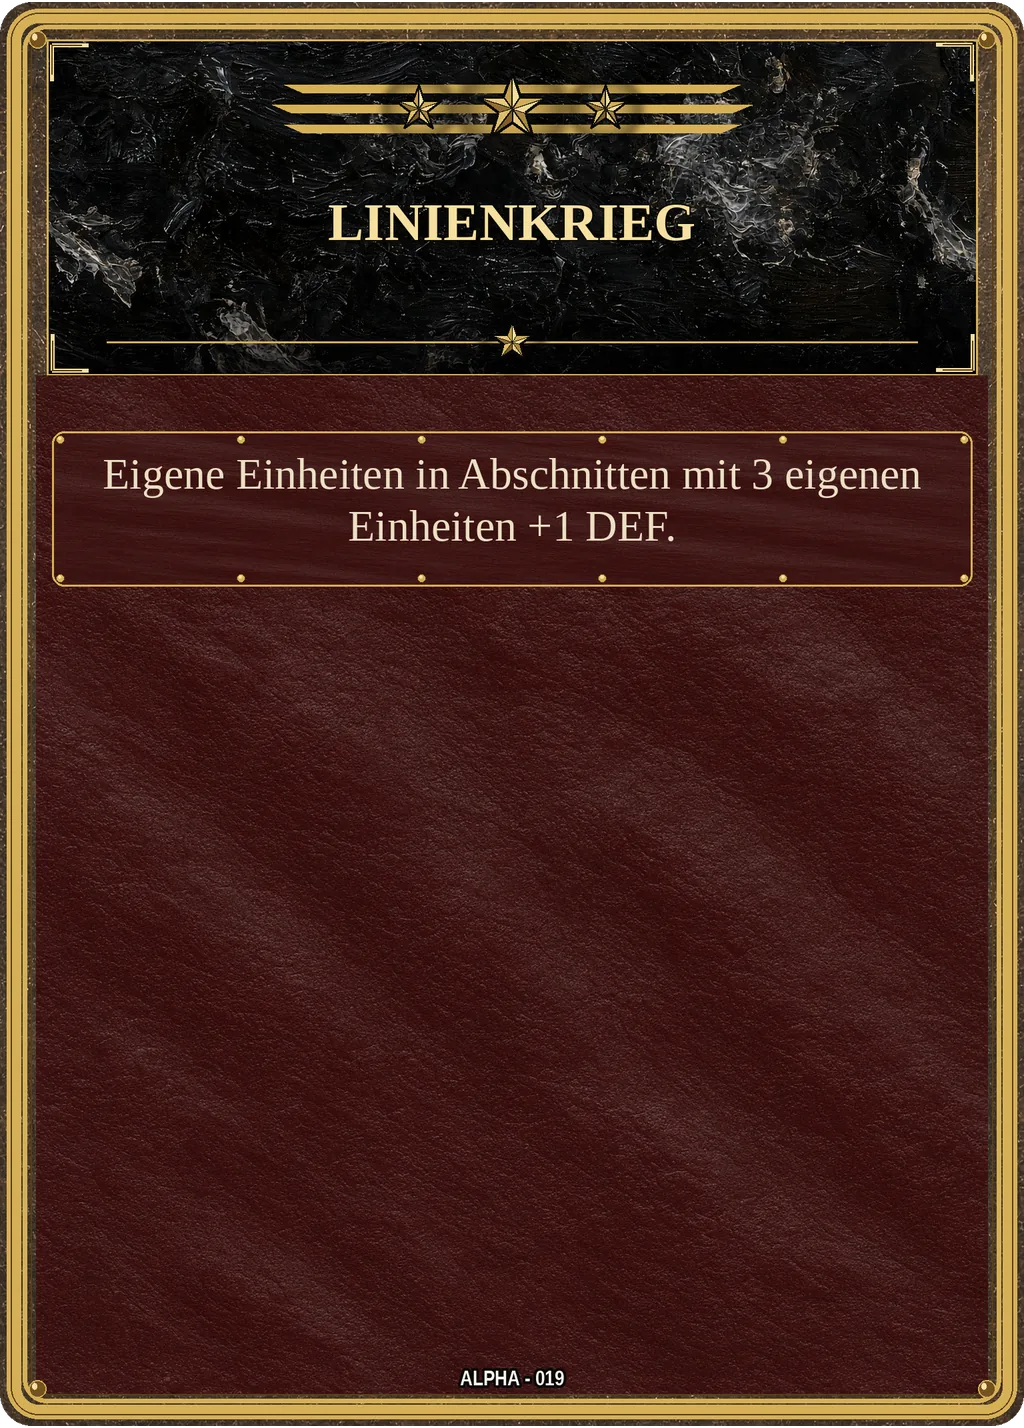 LINIENKRIEG
Eigene Einheiten in Abschnitten mit 3 eigenen
Einheiten +1 DEF.
ALPHA - 019